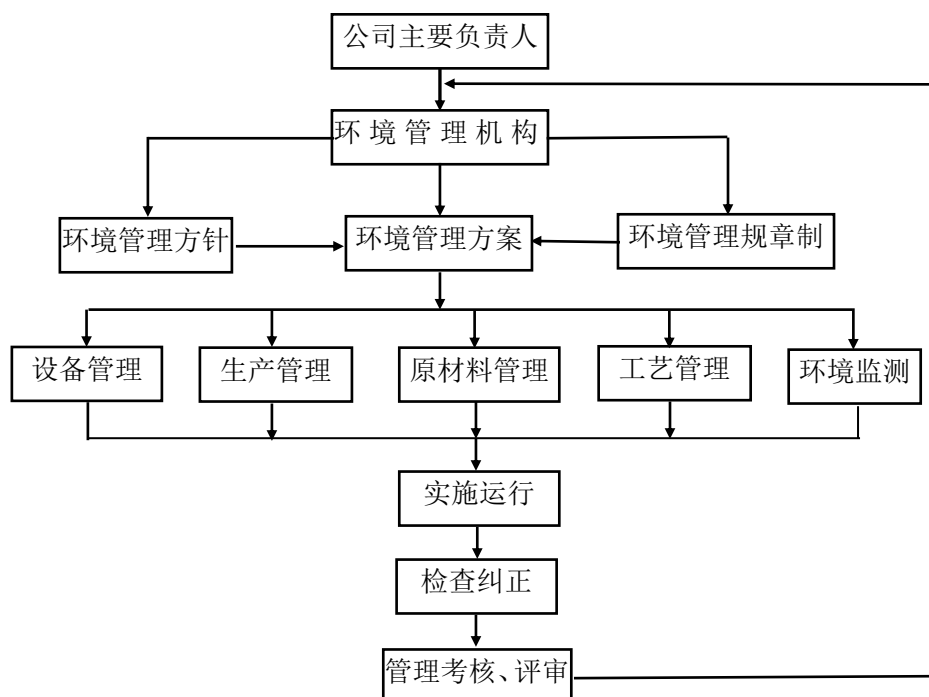 公司主要负责人
环境管理机构
环境管理方针
环境管理方案
环境管理规章制
设备管理
生产管理
原材料管理
工艺管理
环境监测
实施运行
检查纠正
管理考核、评审